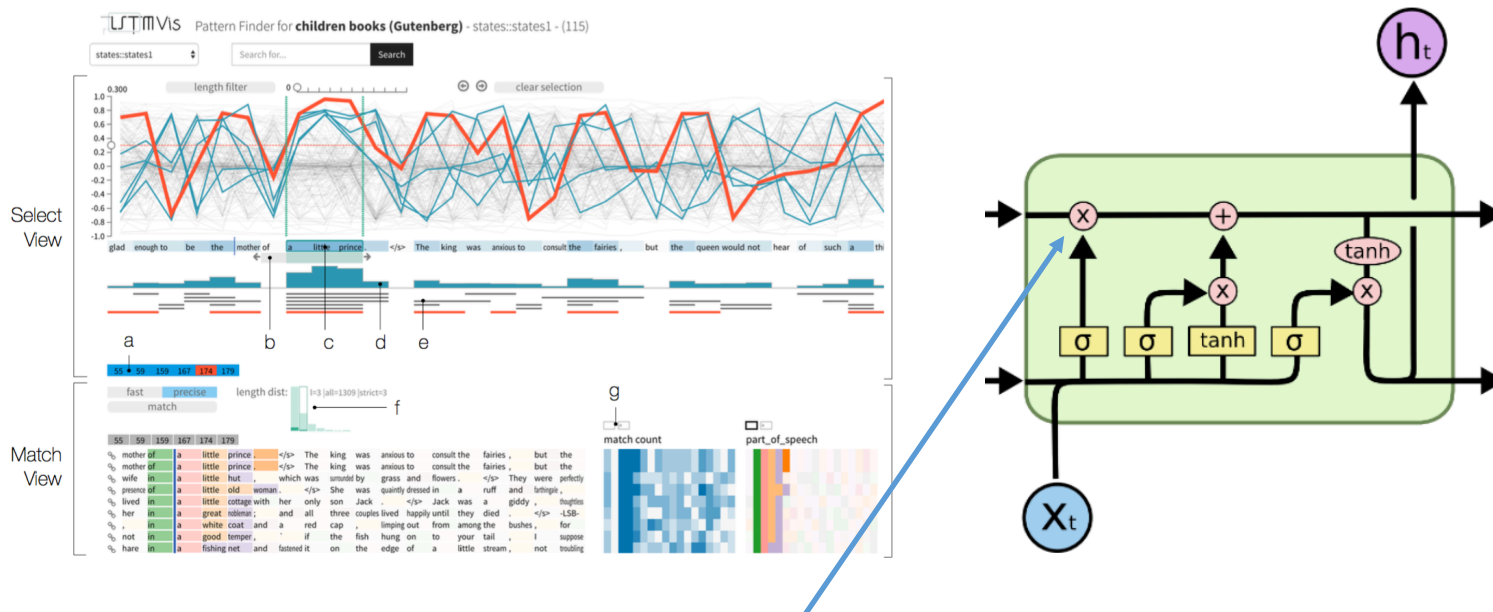 LSTMVis Pattern Finder for children books (Gutenberg) - states::states1 - (115)
states::states1 Search for... Search
length filter 0 clear selection
0.300
1.0
0.8
0.6
0.4
0.2
0.0
-0.2
-0.4
-0.6
-0.8
-1.0
Select
View
glad enough to be the mother of a little prince . </s> The king was anxious to consult the fairies , but the queen would not hear of such a thi
a b c d e
55 59 159 167 174 179
Match
View
fast precise
match
length dist: l=3 |all=1309 |strict=3
f
g
match count part_of_speech
55 59 159 167 174 179
mother of a little prince . </s> The king was anxious to consult the fairies , but the
mother of a little prince . </s> The king was anxious to consult the fairies , but the
wife in a little hut , which was surrounded by grass and flowers . </s> They were perfectly
presence of a little old woman . </s> She was quaintly dressed in a ruff and farthingale ,
lived in a little cottage with her only son Jack . </s> Jack was a giddy , thoughtless
her in a great nobleman ; and all three couples lived happily until they died . </s> -LSB-
, in a white coat and a red cap , limping out from among the bushes , for
not in a good temper , ` if the fish hung on to your tail , I suppose
hare in a fishing net and fastened it on the edge of a little stream , not troubling
ht
x +
tanh
x x
σ σ tanh σ
Xt